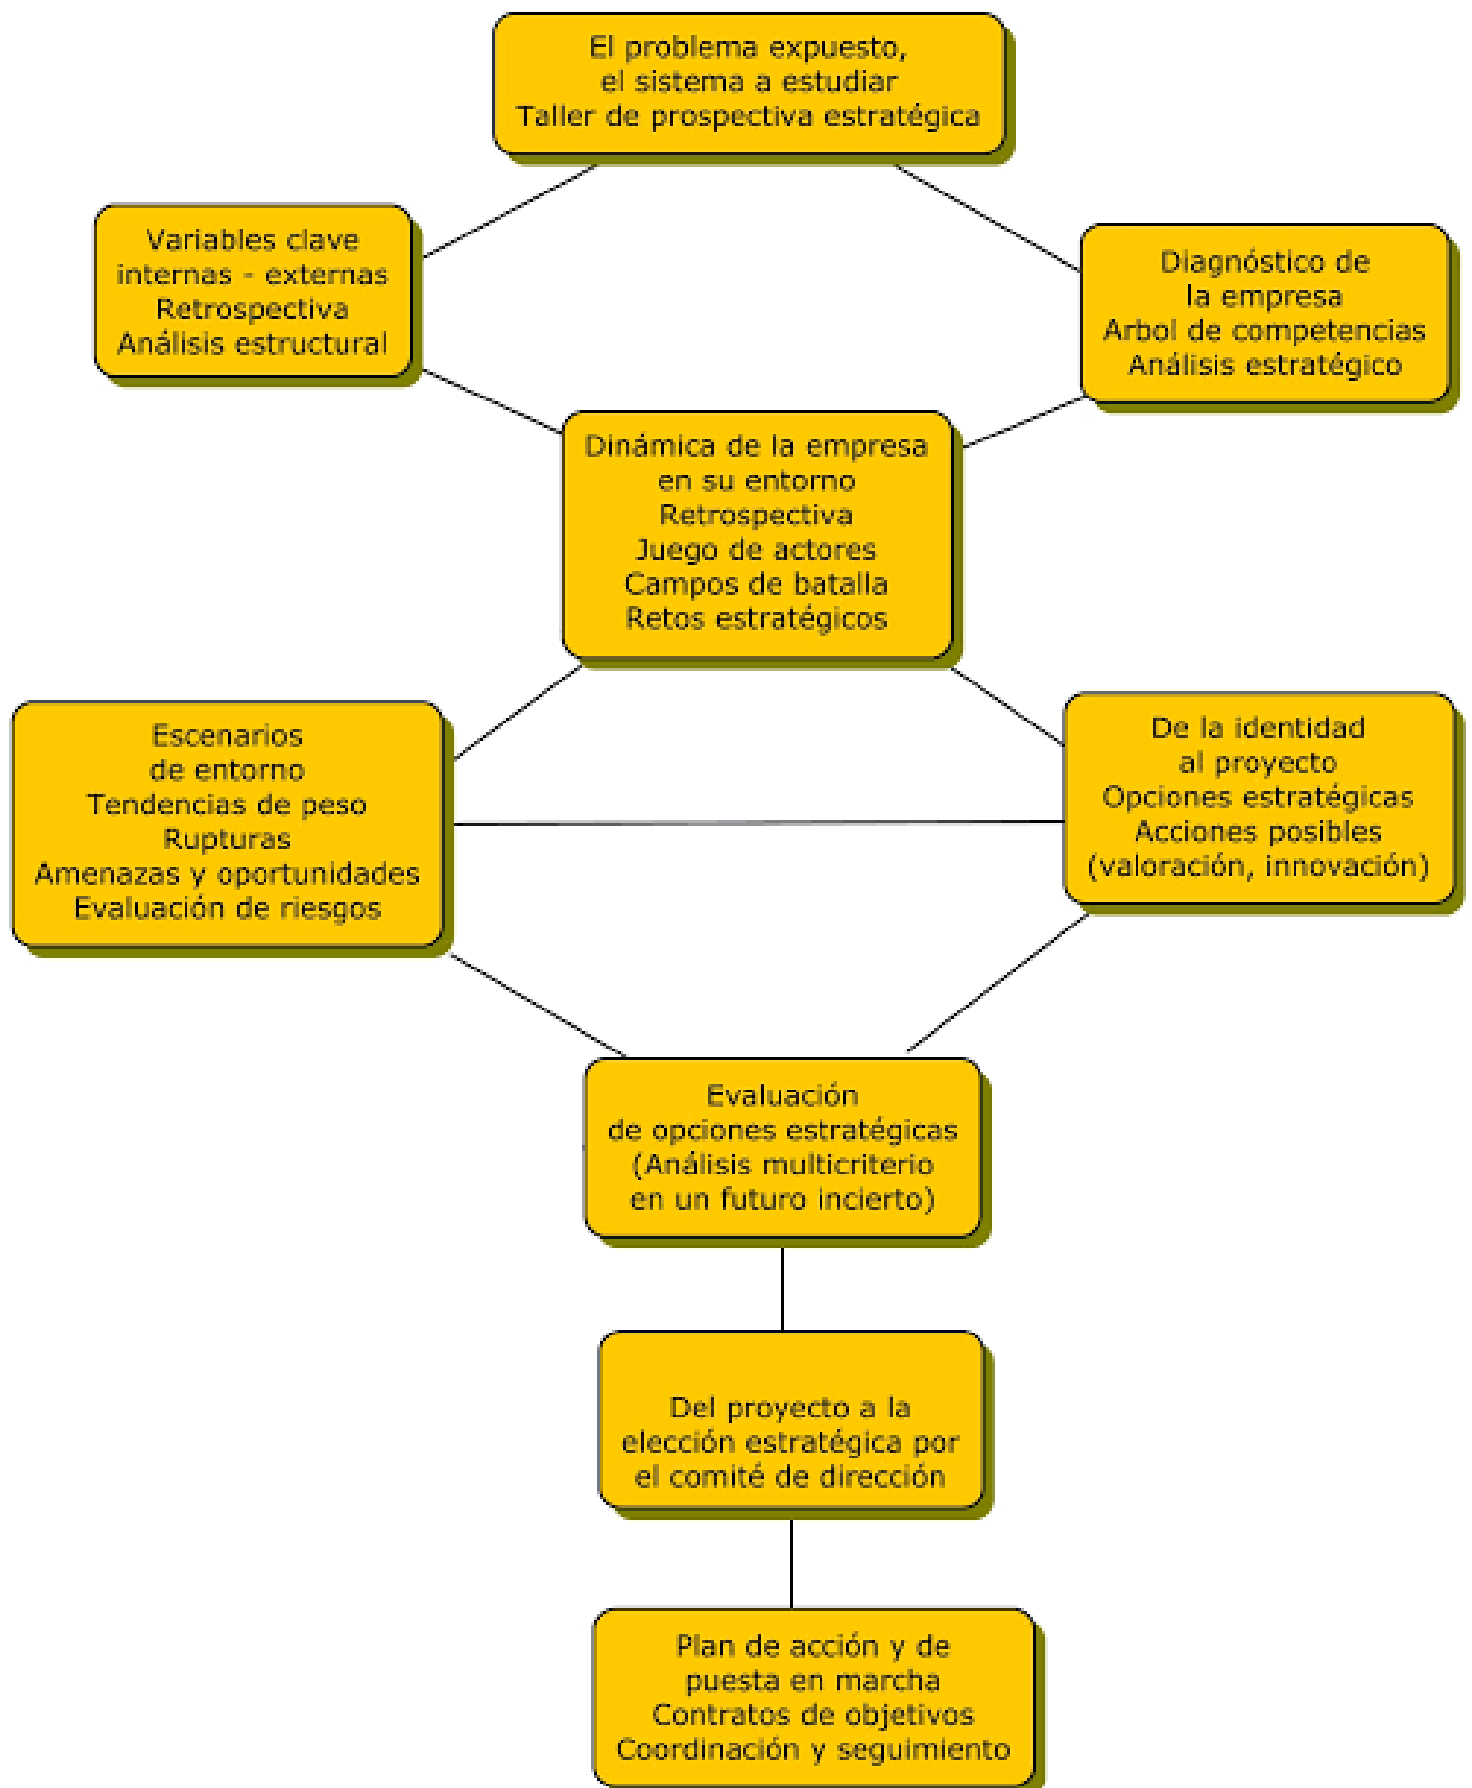 El problema expuesto,
el sistema a estudiar
Taller de prospectiva estratégica
Variables clave
internas - externas
Retrospectiva
Análisis estructural
Diagnóstico de
la empresa
Arbol de competencias
Análisis estratégico
Dinámica de la empresa
en su entorno
Retrospectiva
Juego de actores
Campos de batalla
Retos estratégicos
Escenarios
de entorno
Tendencias de peso
Rupturas
Amenazas y oportunidades
Evaluación de riesgos
De la identidad
al proyecto
Opciones estratégicas
Acciones posibles
(valoración, innovación)
Evaluación
de opciones estratégicas
(Análisis multicriterio
en un futuro incierto)
Del proyecto a la
elección estratégica por
el comité de dirección
Plan de acción y de
puesta en marcha
Contratos de objetivos
Coordinación y seguimiento